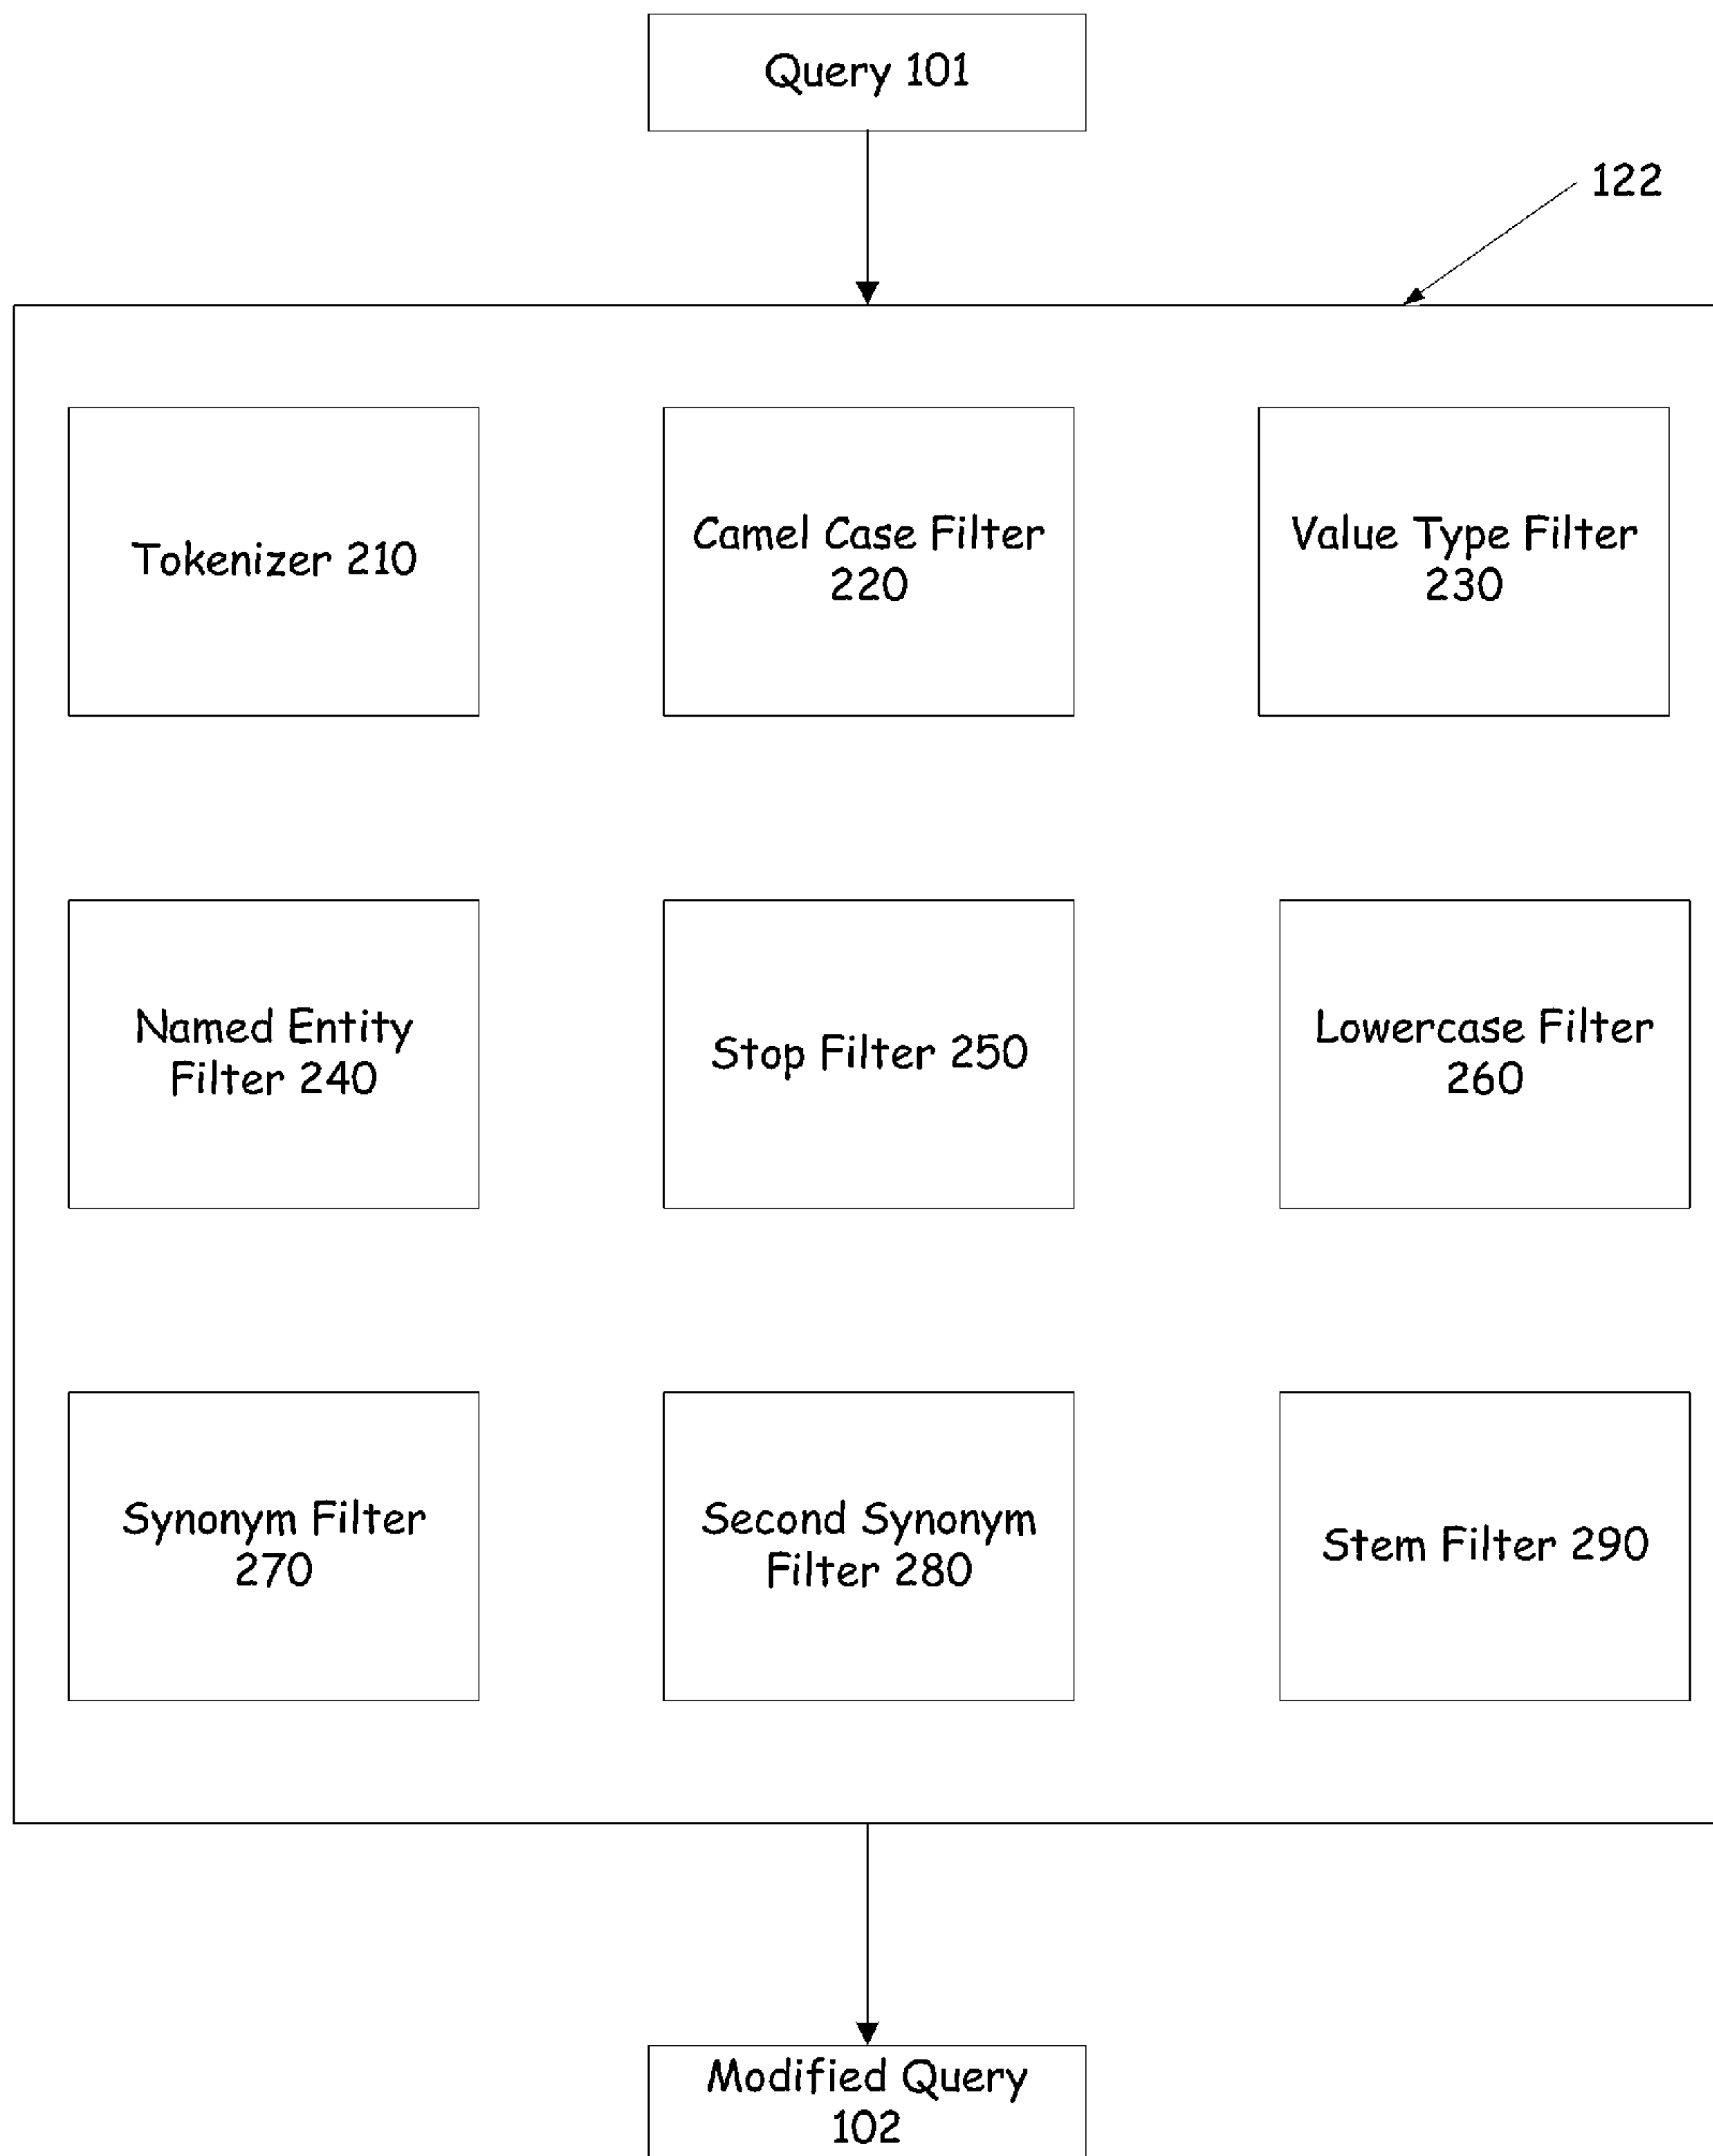 Query 101
122
Tokenizer 210
Camel Case Filter
220
Value Type Filter
230
Named Entity
Filter 240
Stop Filter 250
Lowercase Filter
260
Synonym Filter
270
Second Synonym
Filter 280
Stem Filter 290
Modified Query
102